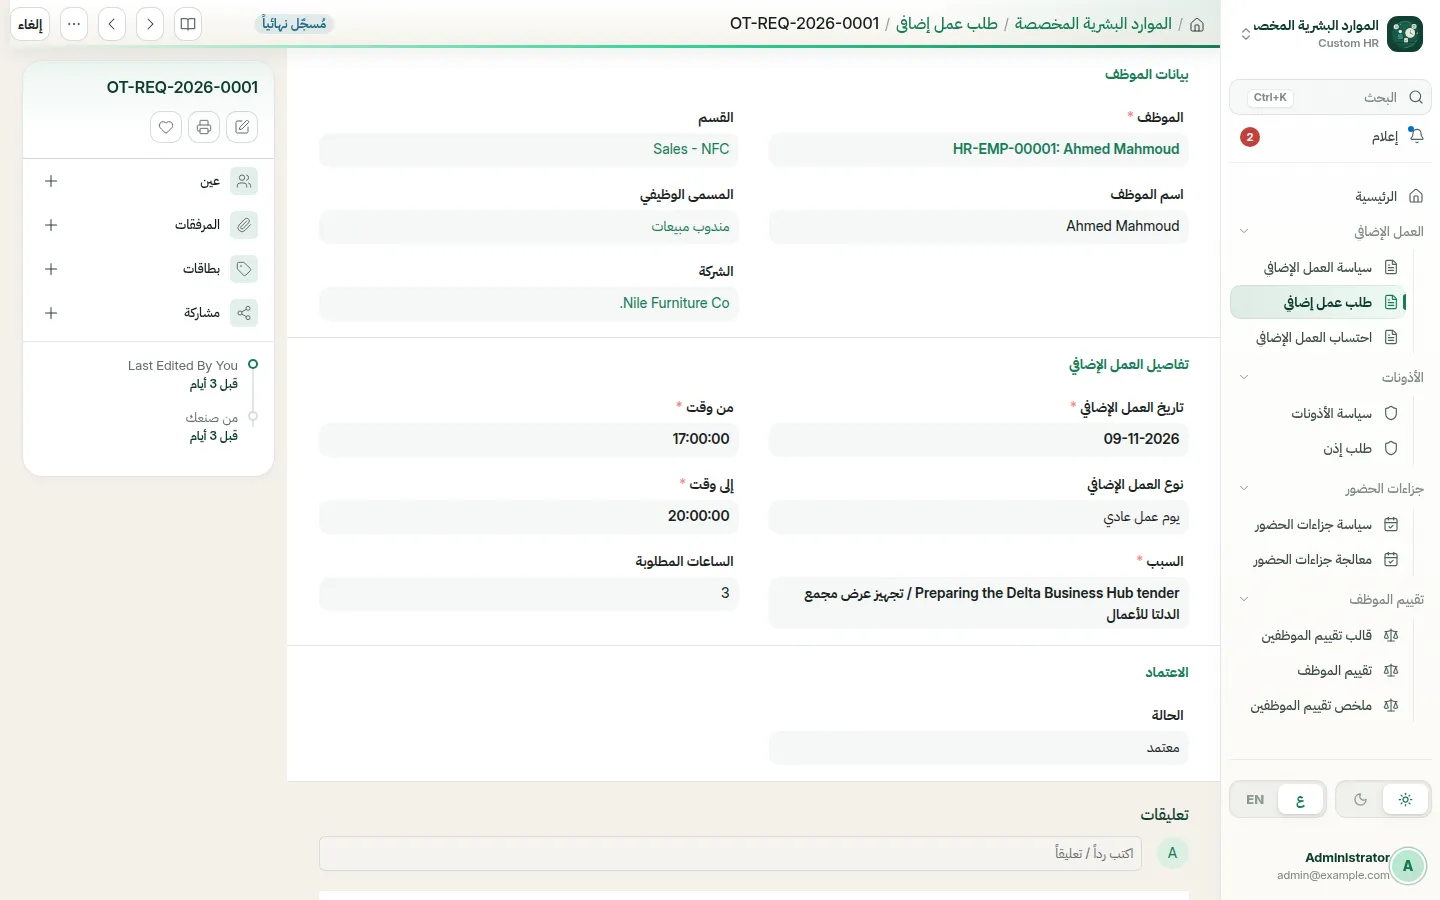 الموارد البشرية المخصص
Custom HR
البحث
Ctrl+K
إعلام
2
الرئيسية
العمل الإضافي
سياسة العمل الإضافي
طلب عمل إضافي
احتساب العمل الإضافي
الأذونات
سياسة الأذونات
طلب إذن
جزاءات الحضور
سياسة جزاءات الحضور
معالجة جزاءات الحضور
تقييم الموظف
قالب تقييم الموظفين
تقييم الموظف
ملخص تقييم الموظفين
ع
EN
Administrator
admin@example.com
A
الموارد البشرية المخصصة / طلب عمل إضافي / OT-REQ-2026-0001
مُسجّل نهائياً
إلغاء
بيانات الموظف
الموظف *
HR-EMP-00001: Ahmed Mahmoud
القسم
Sales - NFC
اسم الموظف
Ahmed Mahmoud
المسمى الوظيفي
مندوب مبيعات
الشركة
Nile Furniture Co.
تفاصيل العمل الإضافي
تاريخ العمل الإضافي *
09-11-2026
من وقت *
17:00:00
نوع العمل الإضافي
يوم عمل عادي
إلى وقت *
20:00:00
السبب *
Preparing the Delta Business Hub tender / تجهيز عرض مجمع
الدلتا للأعمال
الساعات المطلوبة
3
الاعتماد
الحالة
معتمد
تعليقات
A
اكتب رداً / تعليقاً
OT-REQ-2026-0001
عين
المرفقات
بطاقات
مشاركة
Last Edited By You
قبل 3 أيام
من صنعك
قبل 3 أيام